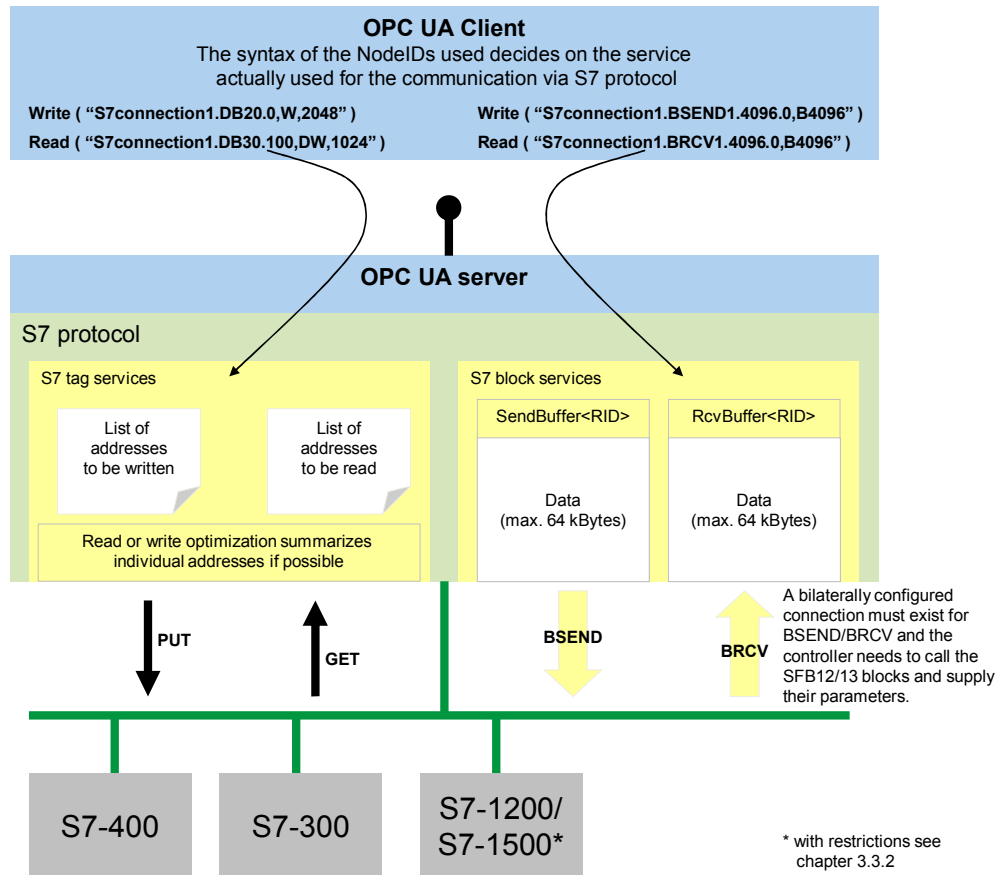 OPC UA Client
The syntax of the NodeIDs used decides on the service
actually used for the communication via S7 protocol
Write ( “S7connection1.DB20.0,W,2048” )
Read ( “S7connection1.DB30.100,DW,1024” )
Write ( “S7connection1.BSEND1.4096.0,B4096” )
Read ( “S7connection1.BRCV1.4096.0,B4096” )
OPC UA server
S7 protocol
S7 tag services
List of
addresses
to be written
List of
addresses
to be read
Read or write optimization summarizes
individual addresses if possible
S7 block services
SendBuffer<RID>
Data
(max. 64 kBytes)
RcvBuffer<RID>
Data
(max. 64 kBytes)
PUT
GET
BSEND
BRCV
A bilaterally configured
connection must exist for
BSEND/BRCV and the
controller needs to call the
SFB12/13 blocks and supply
their parameters.
S7-400
S7-300
S7-1200/
S7-1500*
* with restrictions see
chapter 3.3.2